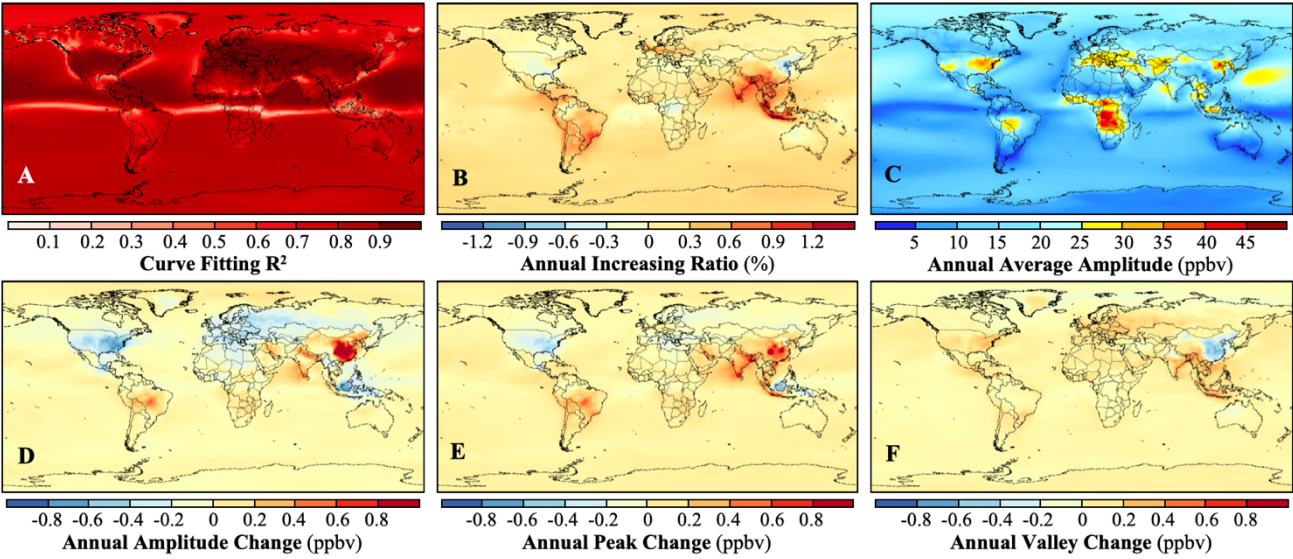 A
B
C
0.1 0.2 0.3 0.4 0.5 0.6 0.7 0.8 0.9
-1.2 -0.9 -0.6 -0.3 0 0.3 0.6 0.9 1.2
5 10 15 20 25 30 35 40 45
Curve Fitting R²
Annual Increasing Ratio (%)
Annual Average Amplitude (ppbv)
D
E
F
-0.8 -0.6 -0.4 -0.2 0 0.2 0.4 0.6 0.8
-0.8 -0.6 -0.4 -0.2 0 0.2 0.4 0.6 0.8
-0.8 -0.6 -0.4 -0.2 0 0.2 0.4 0.6 0.8
Annual Amplitude Change (ppbv)
Annual Peak Change (ppbv)
Annual Valley Change (ppbv)